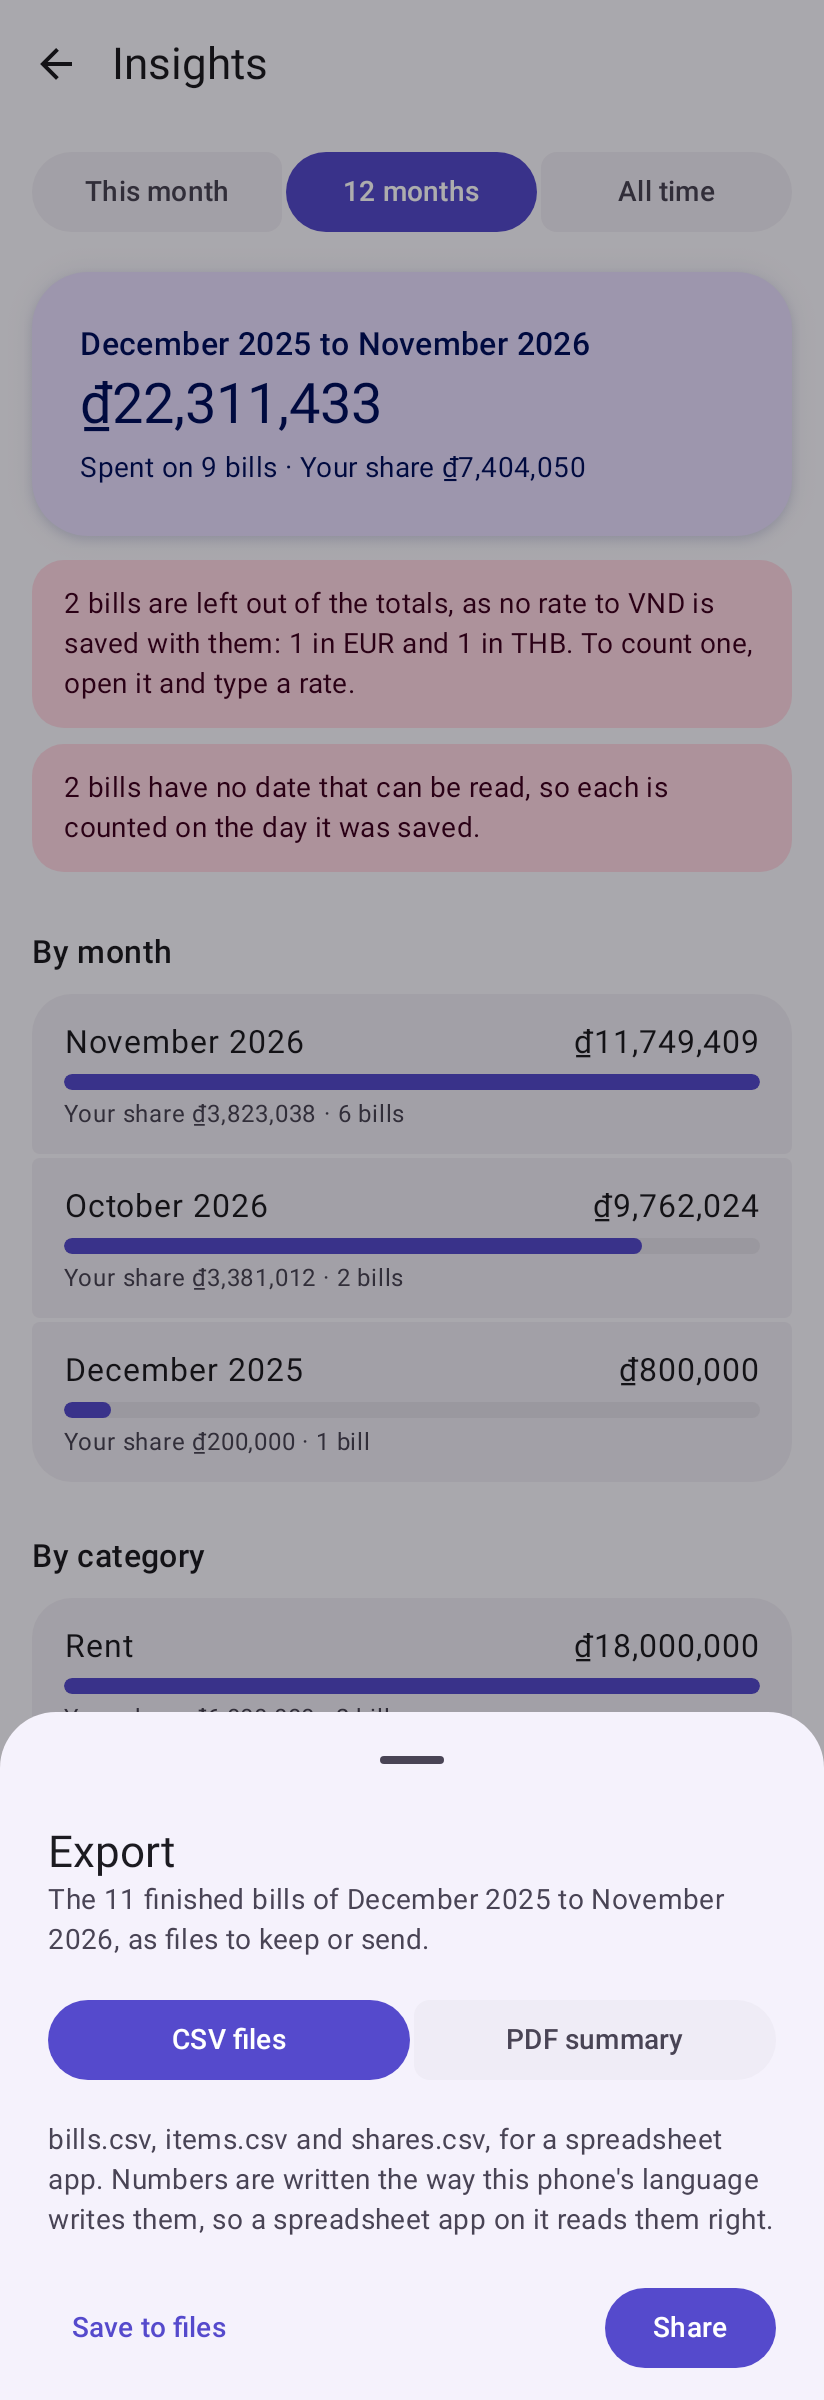 Insights
This month
12 months
All time
December 2025 to November 2026
₫22,311,433
Spent on 9 bills · Your share ₫7,404,050
2 bills are left out of the totals, as no rate to VND is
saved with them: 1 in EUR and 1 in THB. To count one,
open it and type a rate.
2 bills have no date that can be read, so each is
counted on the day it was saved.
By month
November 2026 ₫11,749,409
Your share ₫3,823,038 · 6 bills
October 2026 ₫9,762,024
Your share ₫3,381,012 · 2 bills
December 2025 ₫800,000
Your share ₫200,000 · 1 bill
By category
Rent ₫18,000,000
Export
The 11 finished bills of December 2025 to November
2026, as files to keep or send.
CSV files
PDF summary
bills.csv, items.csv and shares.csv, for a spreadsheet
app. Numbers are written the way this phone's language
writes them, so a spreadsheet app on it reads them right.
Save to files
Share